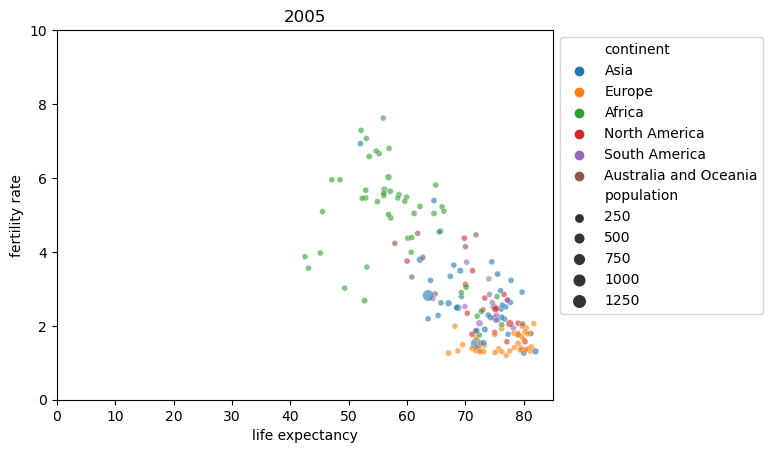 2005
10
8
6
4
2
0
fertility rate
0 10 20 30 40 50 60 70 80
life expectancy
continent
Asia
Europe
Africa
North America
South America
Australia and Oceania
population
250
500
750
1000
1250